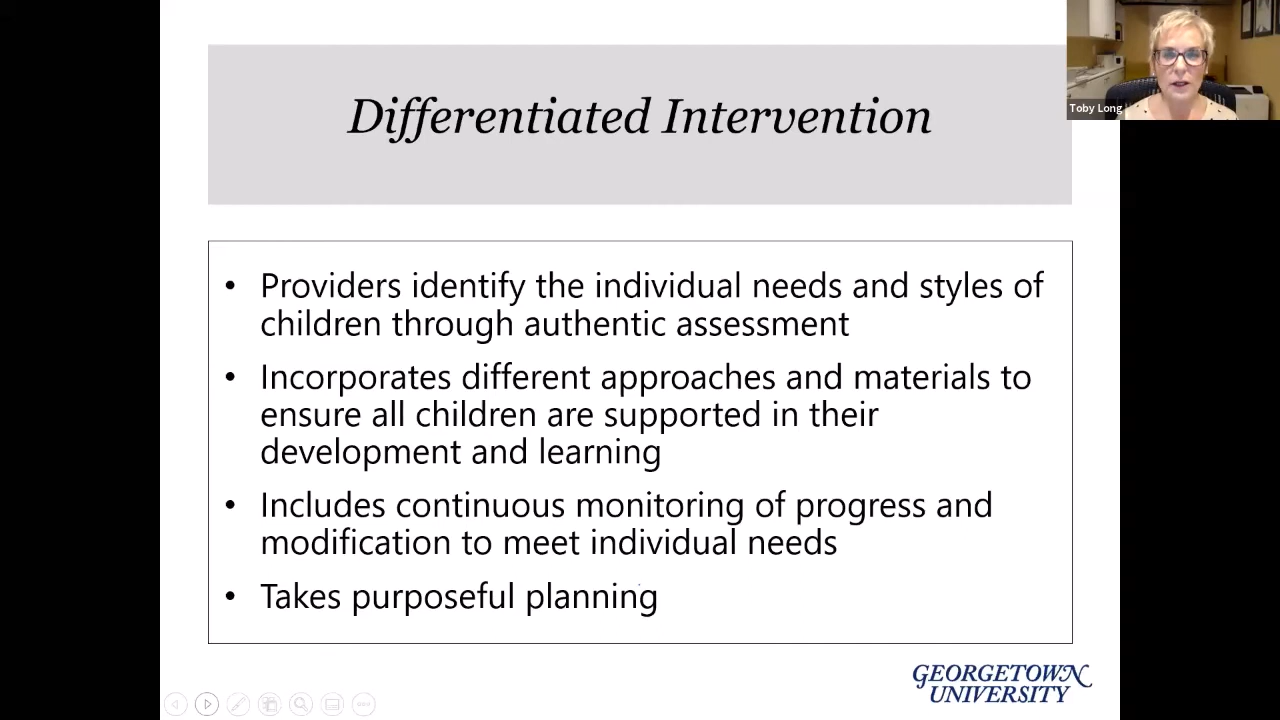 Toby Long
Differentiated Intervention
• Providers identify the individual needs and styles of
children through authentic assessment
• Incorporates different approaches and materials to
ensure all children are supported in their
development and learning
• Includes continuous monitoring of progress and
modification to meet individual needs
• Takes purposeful planning
GEORGETOWN
UNIVERSITY